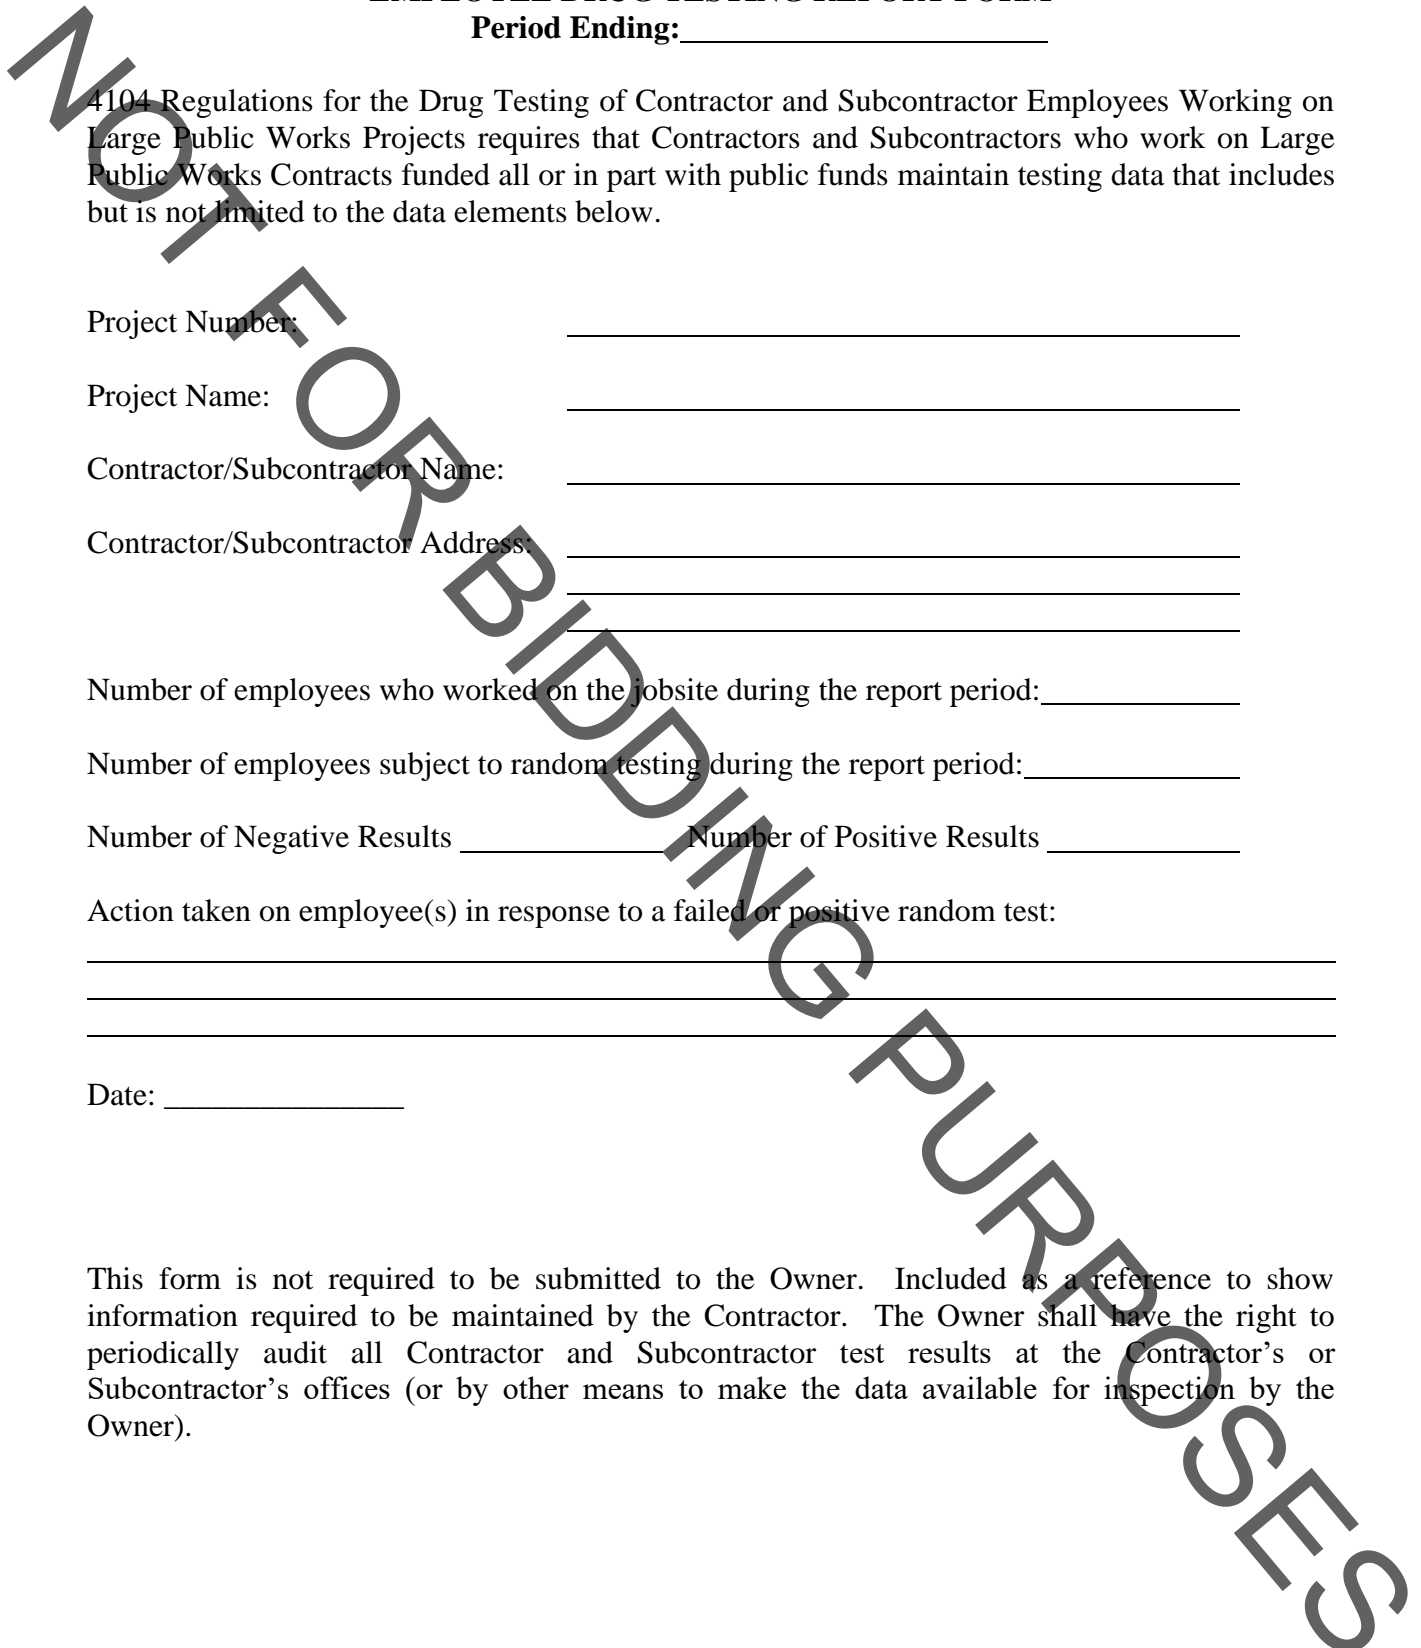 EMPLOYEE DRUG TESTING REPORT FORM
Period Ending:
4104 Regulations for the Drug Testing of Contractor and Subcontractor Employees Working on
Large Public Works Projects requires that Contractors and Subcontractors who work on Large
Public Works Contracts funded all or in part with public funds maintain testing data that includes
but is not limited to the data elements below.
Project Number:
Project Name:
Contractor/Subcontractor Name:
Contractor/Subcontractor Address:
Number of employees who worked on the jobsite during the report period:
Number of employees subject to random testing during the report period:
Number of Negative Results Number of Positive Results
Action taken on employee(s) in response to a failed or positive random test:
Date: _______________
This form is not required to be submitted to the Owner. Included as a reference to show
information required to be maintained by the Contractor. The Owner shall have the right to
periodically audit all Contractor and Subcontractor test results at the Contractor’s or
Subcontractor’s offices (or by other means to make the data available for inspection by the
Owner).
NOT FOR BIDDING PURPOSES